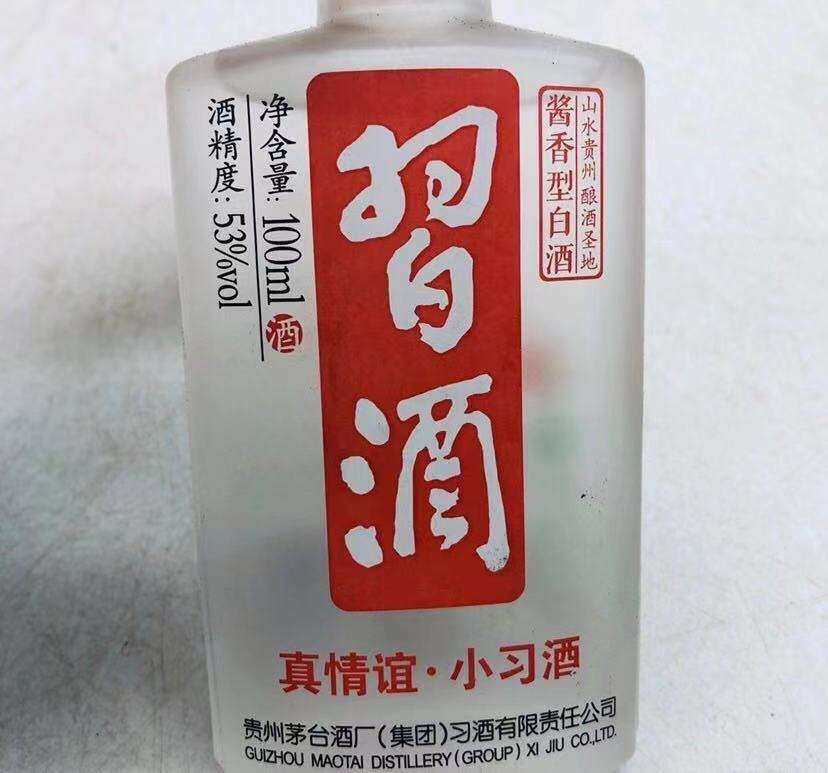 山水贵州 酿酒圣地
酱香型白酒
習酒
净含量: 100ml
酒
酒精度: 53%vol
真情谊·小习酒
贵州茅台酒厂(集团)习酒有限责任公司
GUIZHOU MAOTAI DISTILLERY(GROUP) XI JIU CO.,LTD.